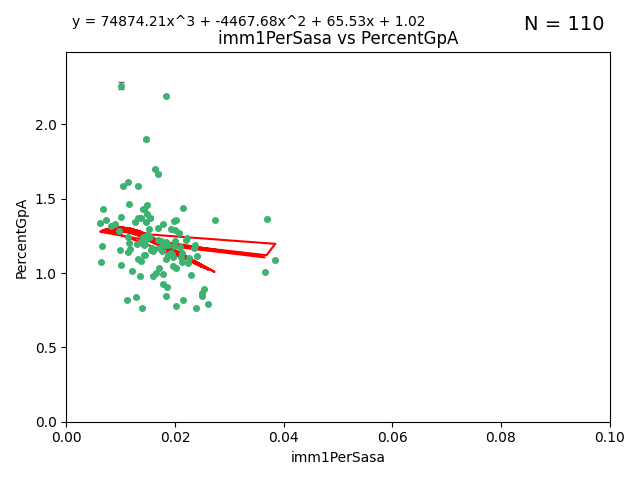 y = 74874.21x^3 + -4467.68x^2 + 65.53x + 1.02
N = 110
imm1PerSasa vs PercentGpA
PercentGpA
2.0
1.5
1.0
0.5
0.0
0.00 0.02 0.04 0.06 0.08 0.10
imm1PerSasa